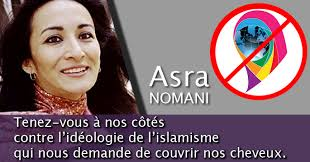 Asra
NOMANI
Tenez-vous à nos côtés
contre l’idéologie de l’islamisme
qui nous demande de couvrir nos cheveux.